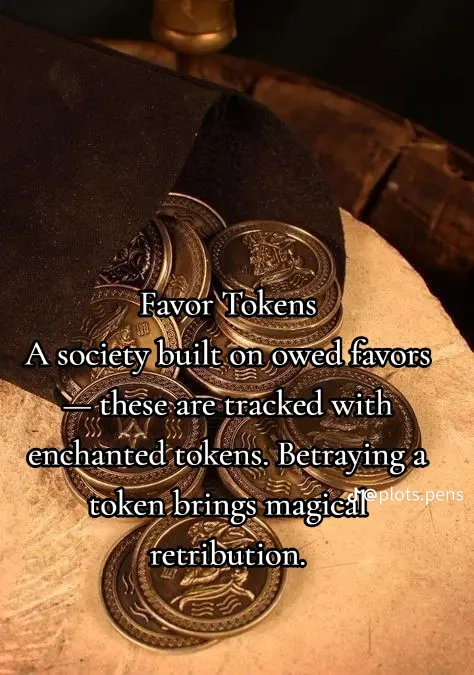 Favor Tokens
A society built on owed favors
— these are tracked with
enchanted tokens. Betraying a
token brings magical
@plots.pens
retribution.